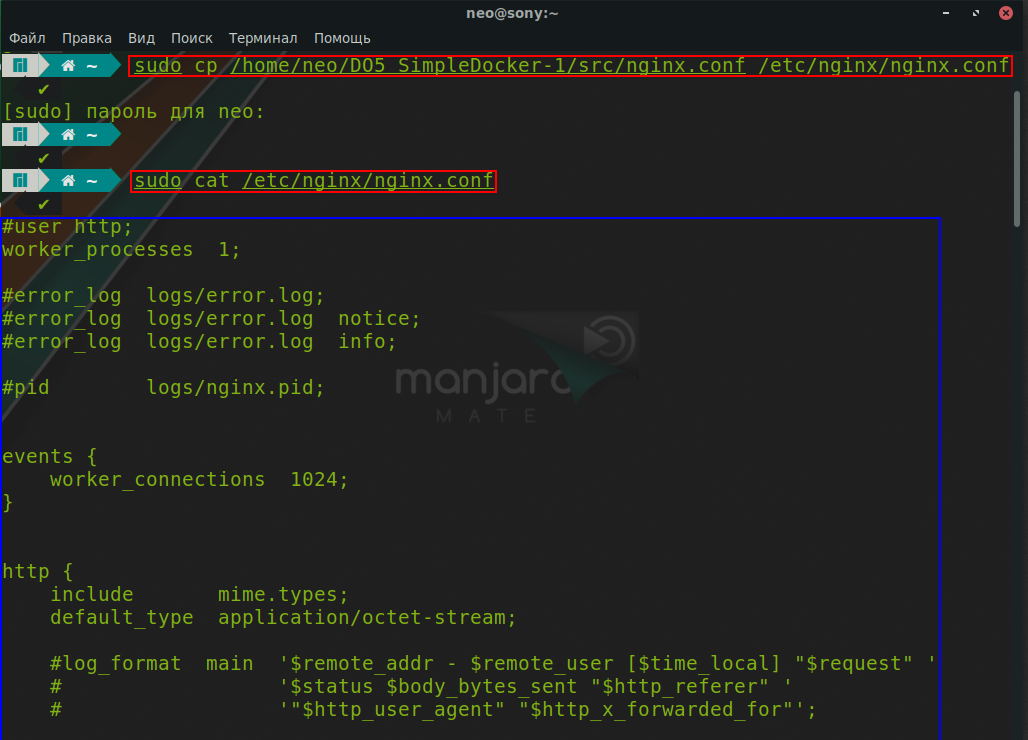 neo@sony:~
Файл Правка Вид Поиск Терминал Помощь
~ sudo cp /home/neo/DO5_SimpleDocker-1/src/nginx.conf /etc/nginx/nginx.conf
✔
[sudo] пароль для neo:
~
✔
~ sudo cat /etc/nginx/nginx.conf
✔
#user http;
worker_processes  1;
#error_log  logs/error.log;
#error_log  logs/error.log  notice;
#error_log  logs/error.log  info;
#pid        logs/nginx.pid;
manjaro
MATE
events {
    worker_connections  1024;
}
http {
    include       mime.types;
    default_type  application/octet-stream;
    #log_format  main  '$remote_addr - $remote_user [$time_local] "$request" '
    #                  '$status $body_bytes_sent "$http_referer" '
    #                  '"$http_user_agent" "$http_x_forwarded_for"';